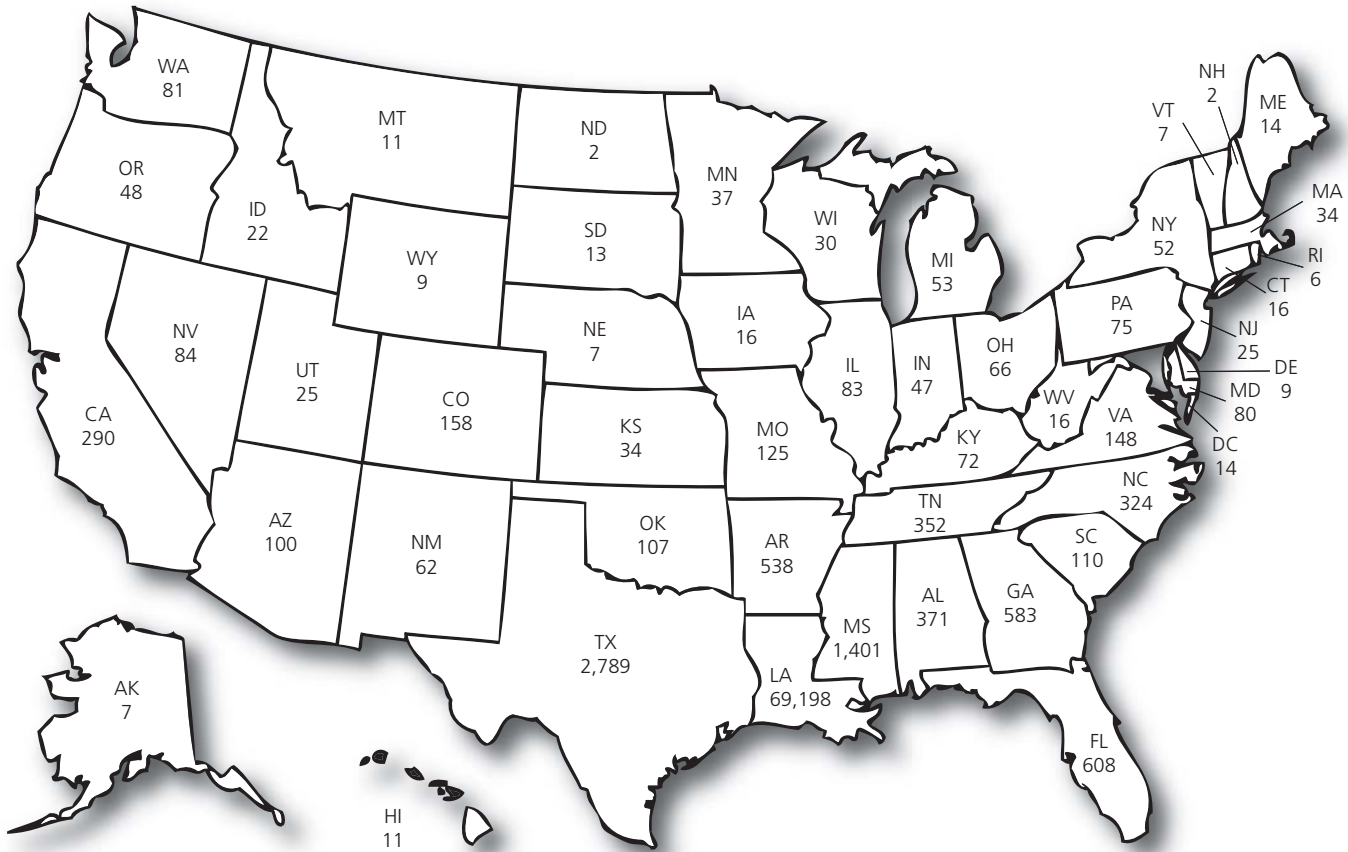 WA
81
OR
48
CA
290
NV
84
ID
22
MT
11
WY
9
UT
25
AZ
100
CO
158
NM
62
ND
2
SD
13
NE
7
KS
34
OK
107
TX
2,789
MN
37
IA
16
MO
125
AR
538
LA
69,198
WI
30
IL
83
MI
53
IN
47
OH
66
KY
72
TN
352
MS
1,401
AL
371
GA
583
FL
608
SC
110
NC
324
VA
148
WV
16
PA
75
NY
52
VT
7
NH
2
ME
14
MA
34
RI
6
CT
16
NJ
25
DE
9
MD
80
DC
14
AK
7
HI
11